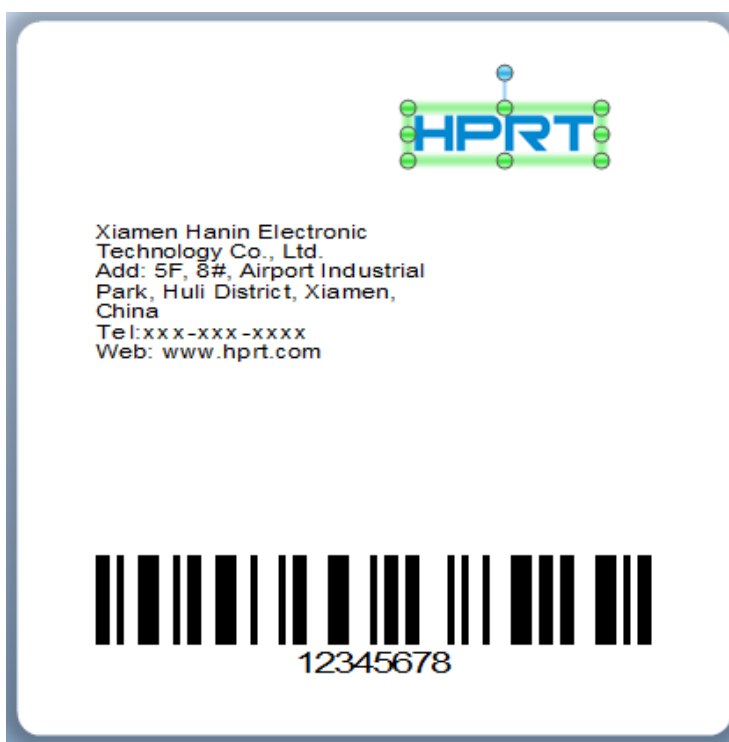 HPRT
Xiamen Hanin Electronic
Technology Co., Ltd.
Add: 5F, 8#, Airport Industrial
Park, Huli District, Xiamen,
China
Tel:xxx-xxx-xxxx
Web: www.hprt.com
12345678